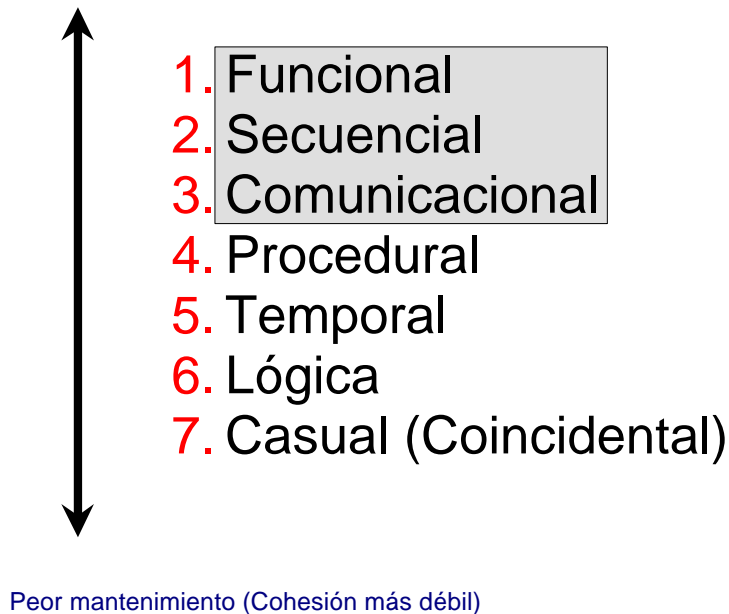 1. Funcional
2. Secuencial
3. Comunicacional
4. Procedural
5. Temporal
6. Lógica
7. Casual (Coincidental)
Peor mantenimiento (Cohesión más débil)